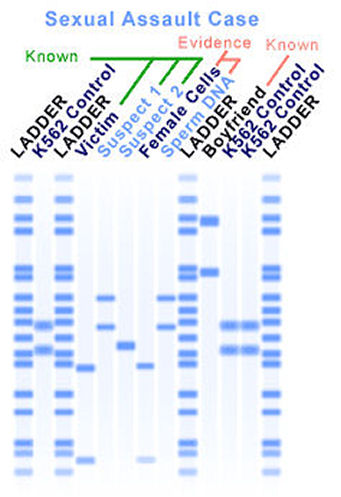 Sexual Assault Case
Evidence
Known
Known
LADDER
K562 Control
LADDER
Victim
Suspect 1
Suspect 2
Female Cells
Sperm DNA
LADDER
Boyfriend
K562 Control
K562 Control
LADDER